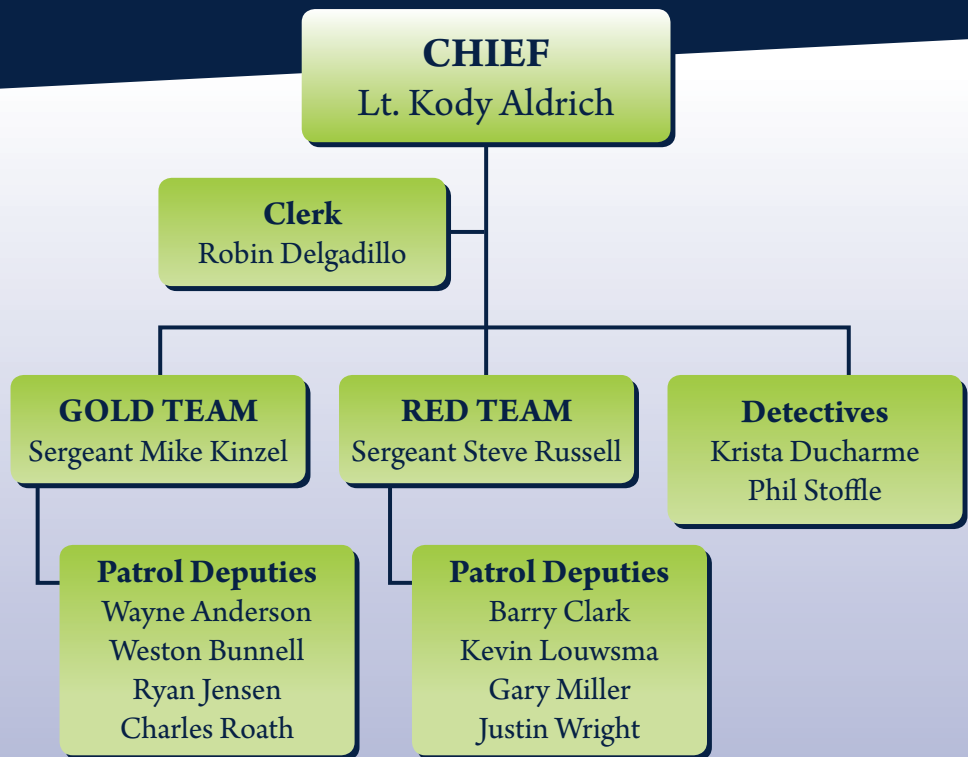 CHIEF
Lt. Kody Aldrich
Clerk
Robin Delgadillo
GOLD TEAM
Sergeant Mike Kinzel
RED TEAM
Sergeant Steve Russell
Detectives
Krista Ducharme
Phil Stoffle
Patrol Deputies
Wayne Anderson
Weston Bunnell
Ryan Jensen
Charles Roath
Patrol Deputies
Barry Clark
Kevin Louwsma
Gary Miller
Justin Wright